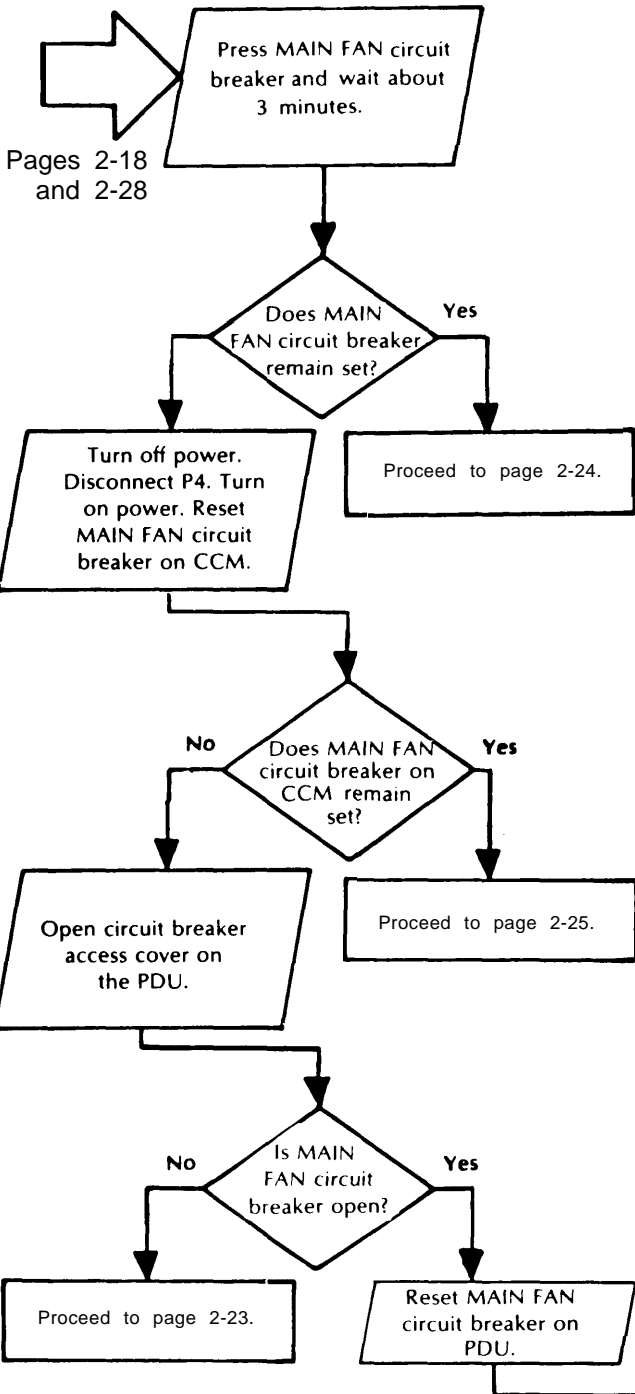 Press MAIN FAN circuit
breaker and wait about
3 minutes.
Pages 2-18
and 2-28
Does MAIN
FAN circuit breaker
remain set?
Yes
Turn off power.
Disconnect P4. Turn
on power. Reset
MAIN FAN circuit
breaker on CCM.
Proceed to page 2-24.
No
Does MAIN FAN
circuit breaker on
CCM remain
set?
Yes
Open circuit breaker
access cover on
the PDU.
Proceed to page 2-25.
No
Is MAIN
FAN circuit
breaker open?
Yes
Proceed to page 2-23.
Reset MAIN FAN
circuit breaker on
PDU.